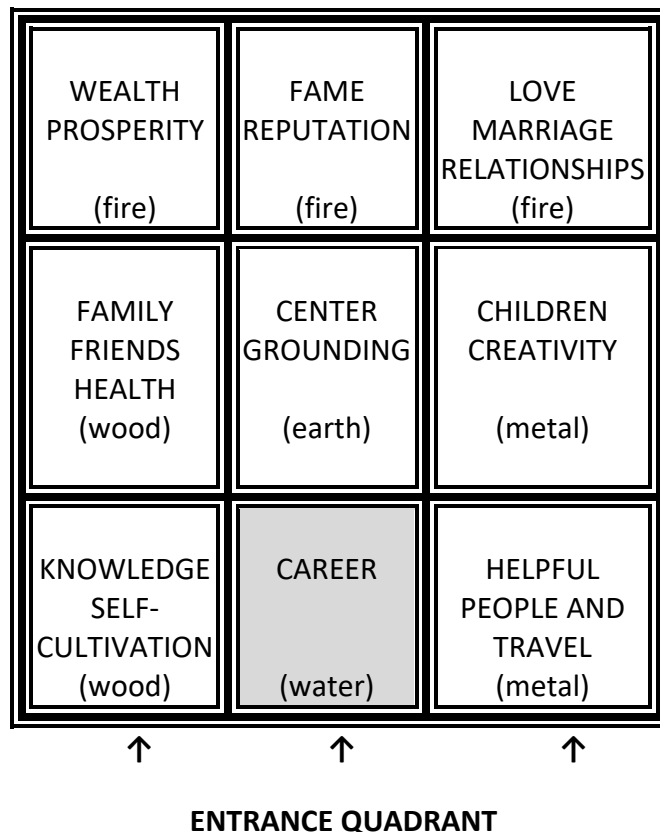 WEALTH
PROSPERITY
(fire)
FAME
REPUTATION
(fire)
LOVE
MARRIAGE
RELATIONSHIPS
(fire)
FAMILY
FRIENDS
HEALTH
(wood)
CENTER
GROUNDING
(earth)
CHILDREN
CREATIVITY
(metal)
KNOWLEDGE
SELF-
CULTIVATION
(wood)
CAREER
(water)
HELPFUL
PEOPLE AND
TRAVEL
(metal)
↑ ↑ ↑
ENTRANCE QUADRANT